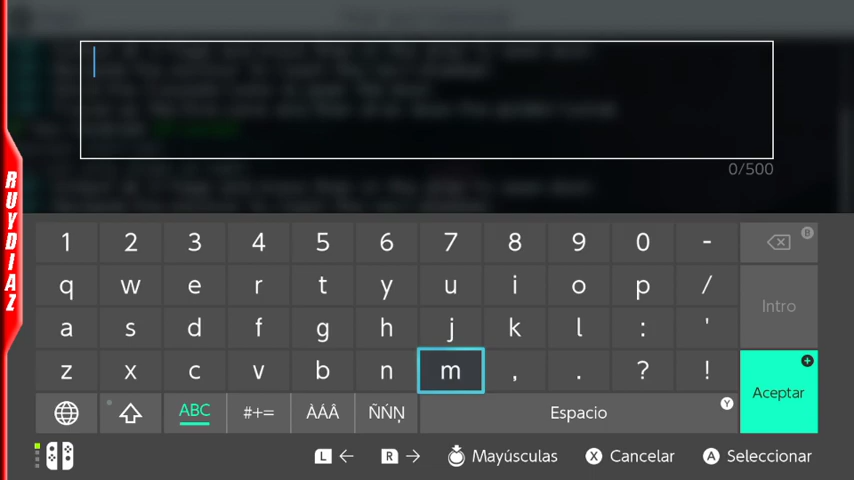 RUYDIAZ
0/500
1 2 3 4 5 6 7 8 9 0 - B
q w e r t y u i o p / Intro
a s d f g h j k l : '
z x c v b n m , . ? ! + Aceptar
ABC #+= ÀÁÂ ÑŃŅ Espacio Y
L ← R → Mayúsculas X Cancelar A Seleccionar